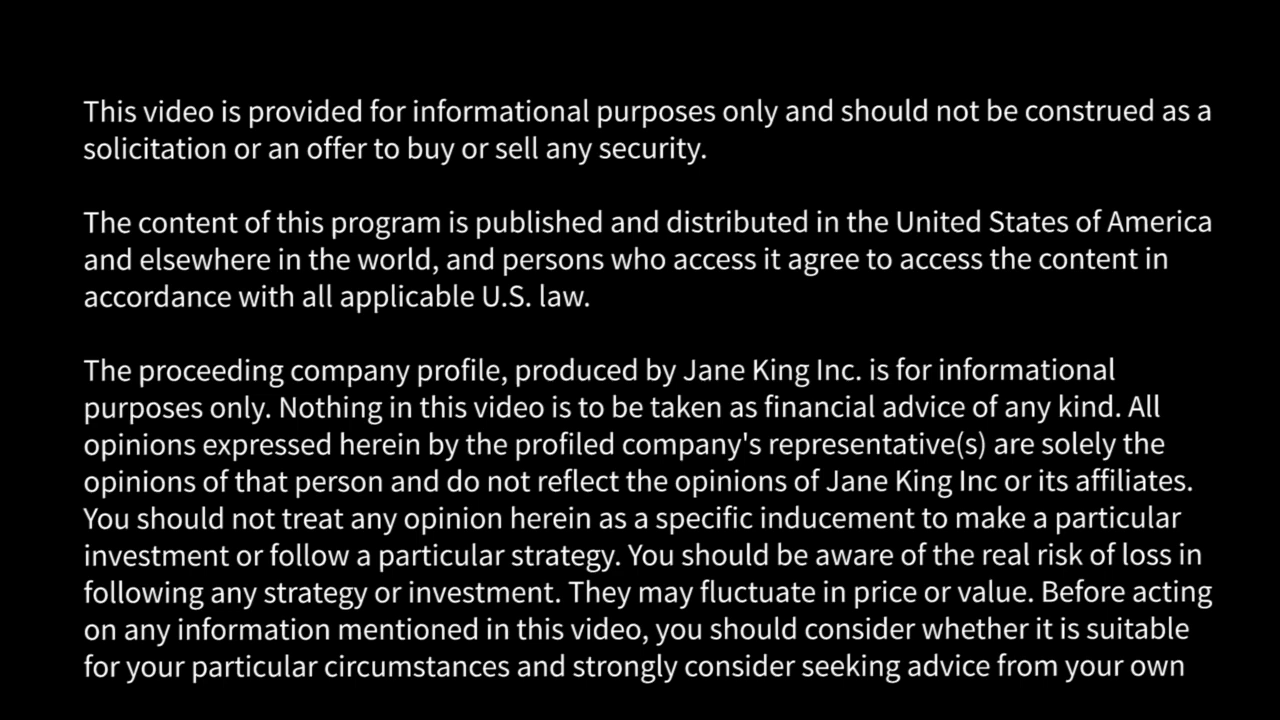 This video is provided for informational purposes only and should not be construed as a
solicitation or an offer to buy or sell any security.
The content of this program is published and distributed in the United States of America
and elsewhere in the world, and persons who access it agree to access the content in
accordance with all applicable U.S. law.
The proceeding company profile, produced by Jane King Inc. is for informational
purposes only. Nothing in this video is to be taken as financial advice of any kind. All
opinions expressed herein by the profiled company's representative(s) are solely the
opinions of that person and do not reflect the opinions of Jane King Inc or its affiliates.
You should not treat any opinion herein as a specific inducement to make a particular
investment or follow a particular strategy. You should be aware of the real risk of loss in
following any strategy or investment. They may fluctuate in price or value. Before acting
on any information mentioned in this video, you should consider whether it is suitable
for your particular circumstances and strongly consider seeking advice from your own